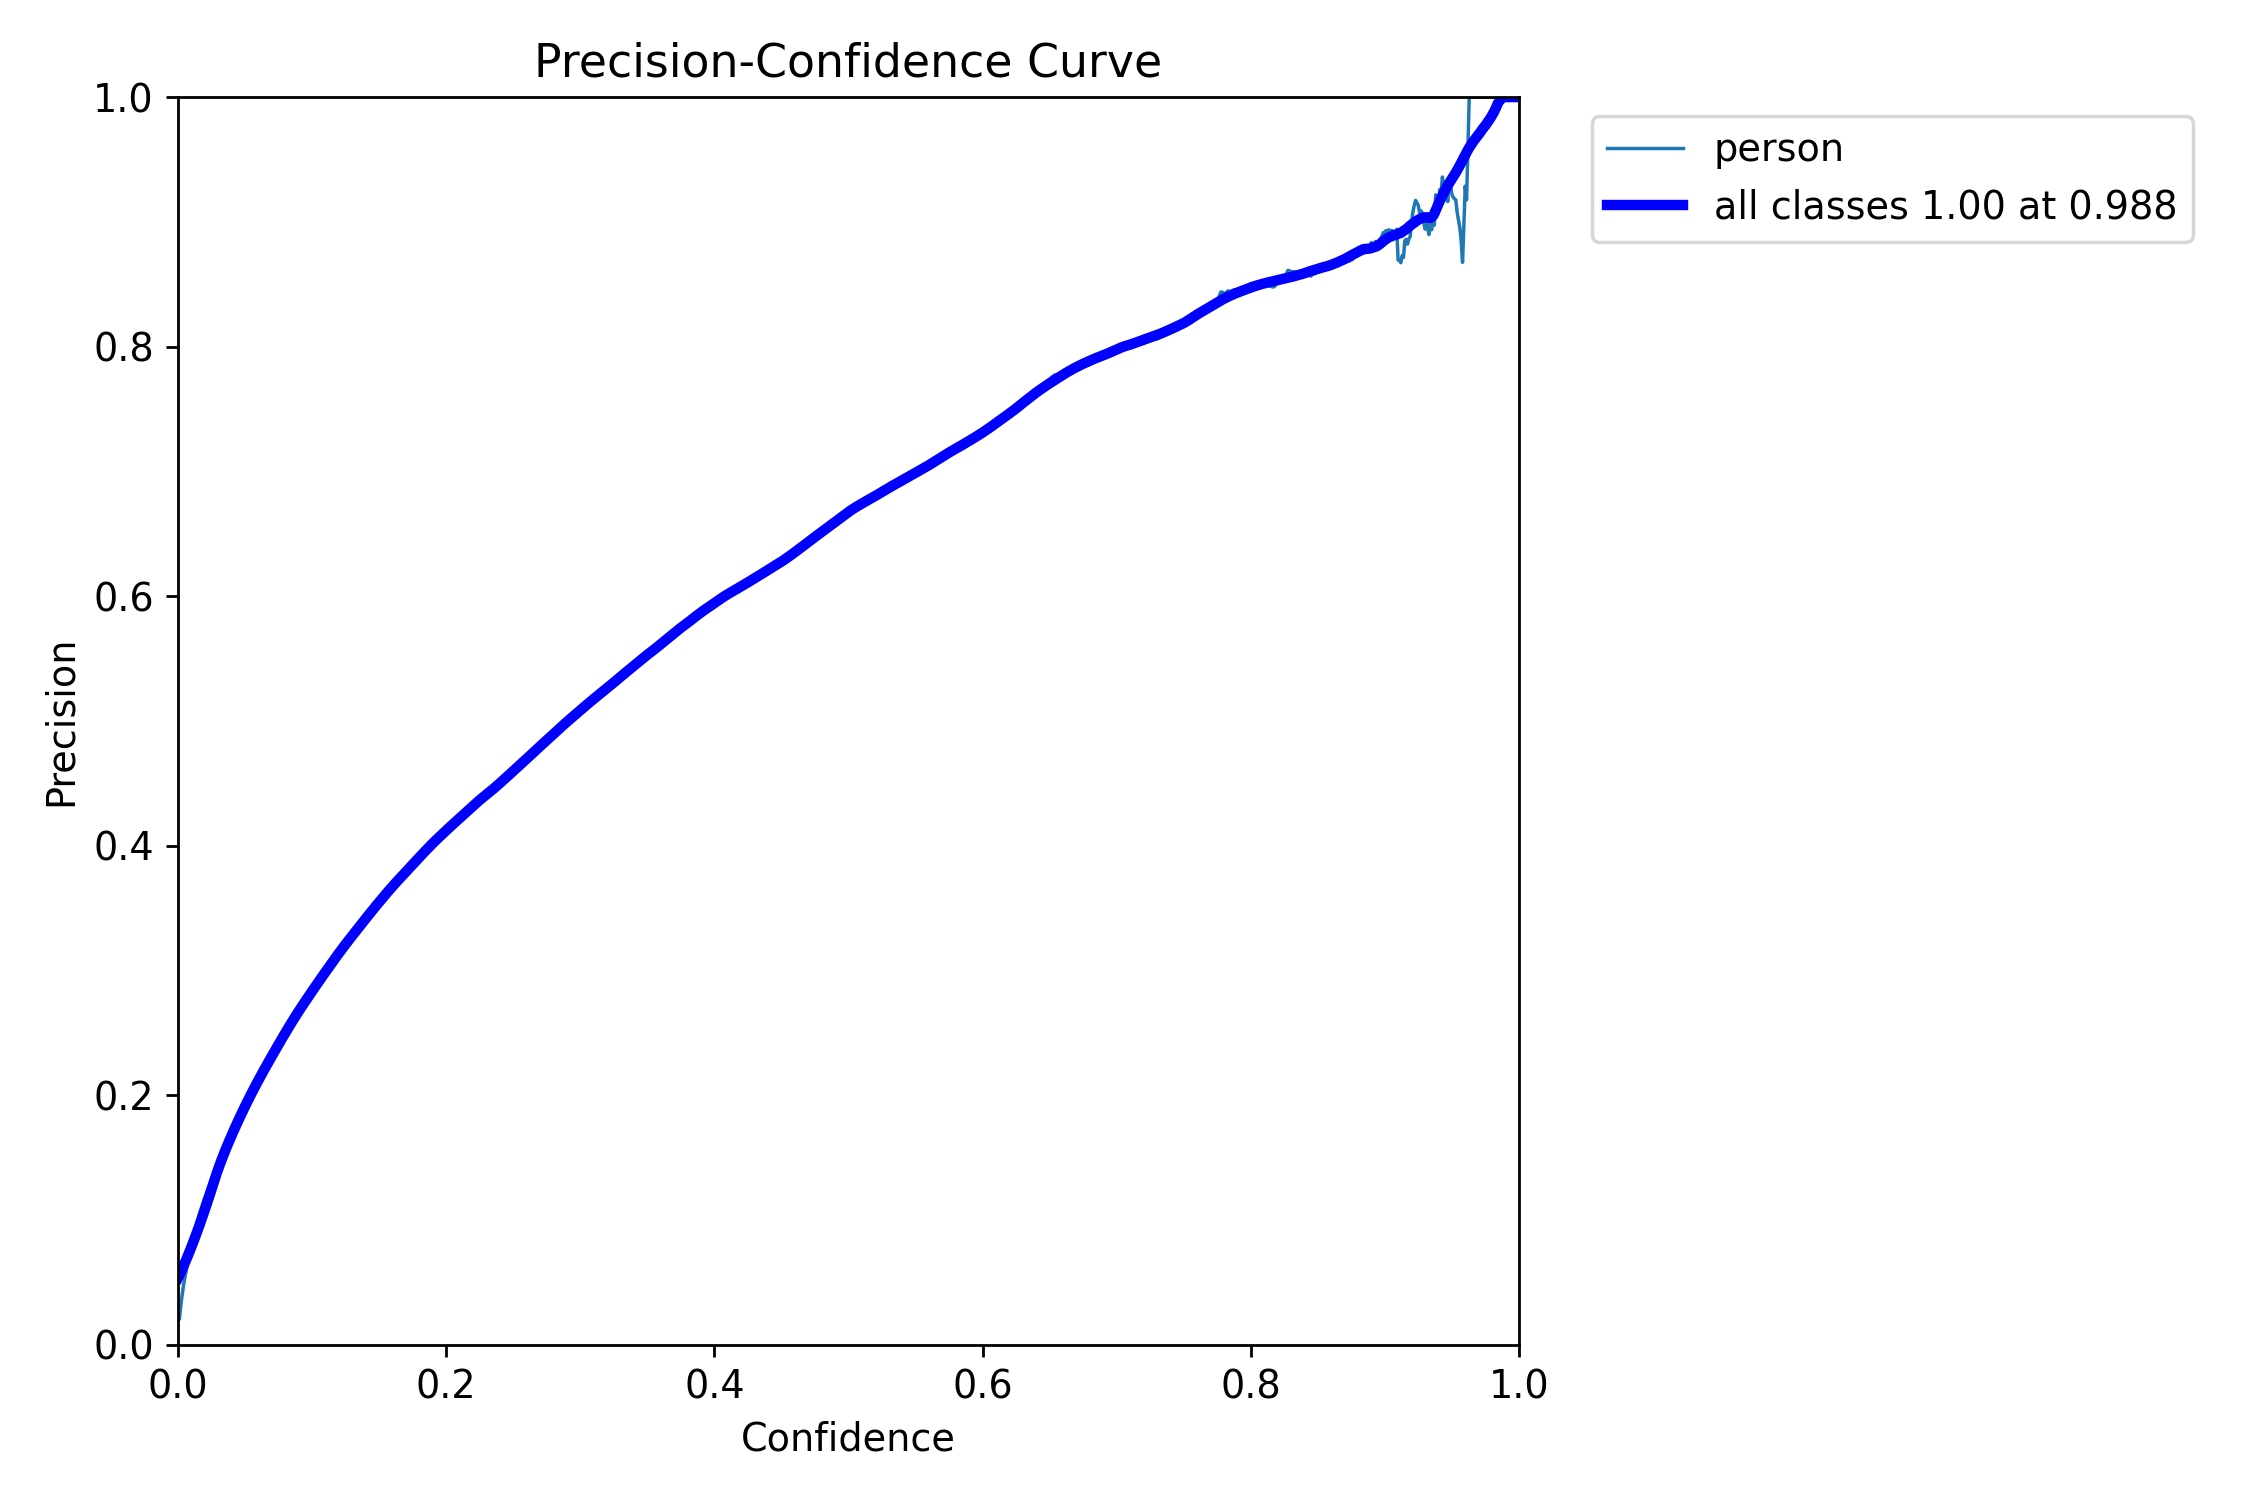 Precision-Confidence Curve
person
all classes 1.00 at 0.988
1.0
0.8
0.6
0.4
0.2
0.0
Precision
0.0 0.2 0.4 0.6 0.8 1.0
Confidence